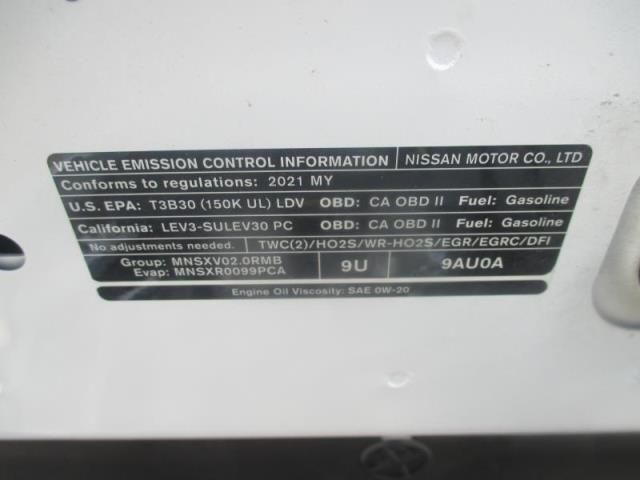 VEHICLE EMISSION CONTROL INFORMATION NISSAN MOTOR CO., LTD
Conforms to regulations: 2021 MY
U.S. EPA: T3B30 (150K UL) LDV OBD: CA OBD II Fuel: Gasoline
California: LEV3-SULEV30 PC OBD: CA OBD II Fuel: Gasoline
No adjustments needed. TWC(2)/HO2S/WR-HO2S/EGR/EGRC/DFI
Group: MNSXV02.0RMB
Evap: MNSXR0099PCA
9U 9AU0A
Engine Oil Viscosity: SAE 0W-20